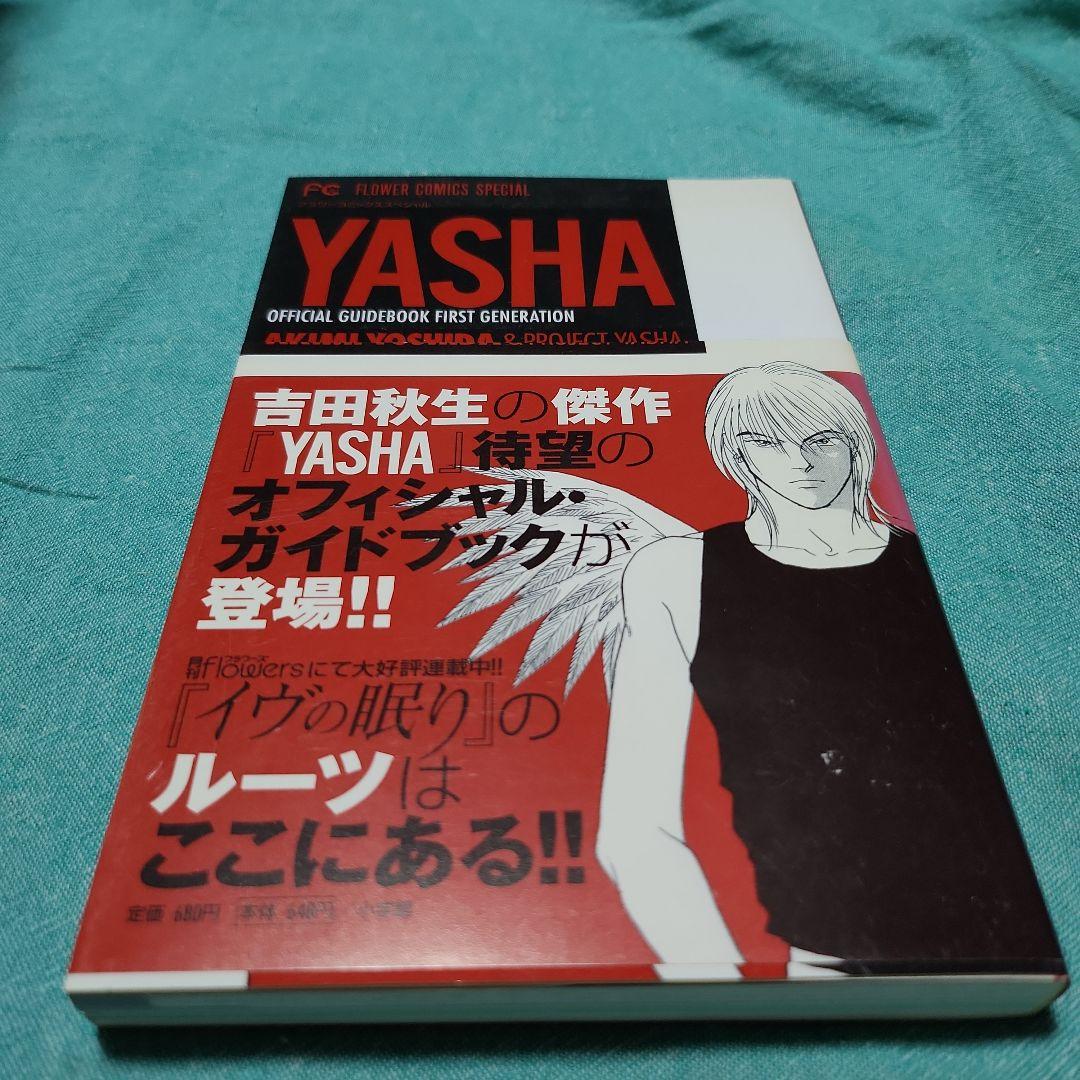 FC FLOWER COMICS SPECIAL
フラワーコミックススペシャル
YASHA
OFFICIAL GUIDEBOOK FIRST GENERATION
AKIMI YOSHIDA & PROJECT YASHA
吉田秋生の傑作
『YASHA』待望の
オフィシャル・
ガイドブックが
登場!!
月刊flowersにて大好評連載中!!
フラワーズ
『イヴの眠り』の
ルーツは
ここにある!!
定価 680円 本体 648円 小学館